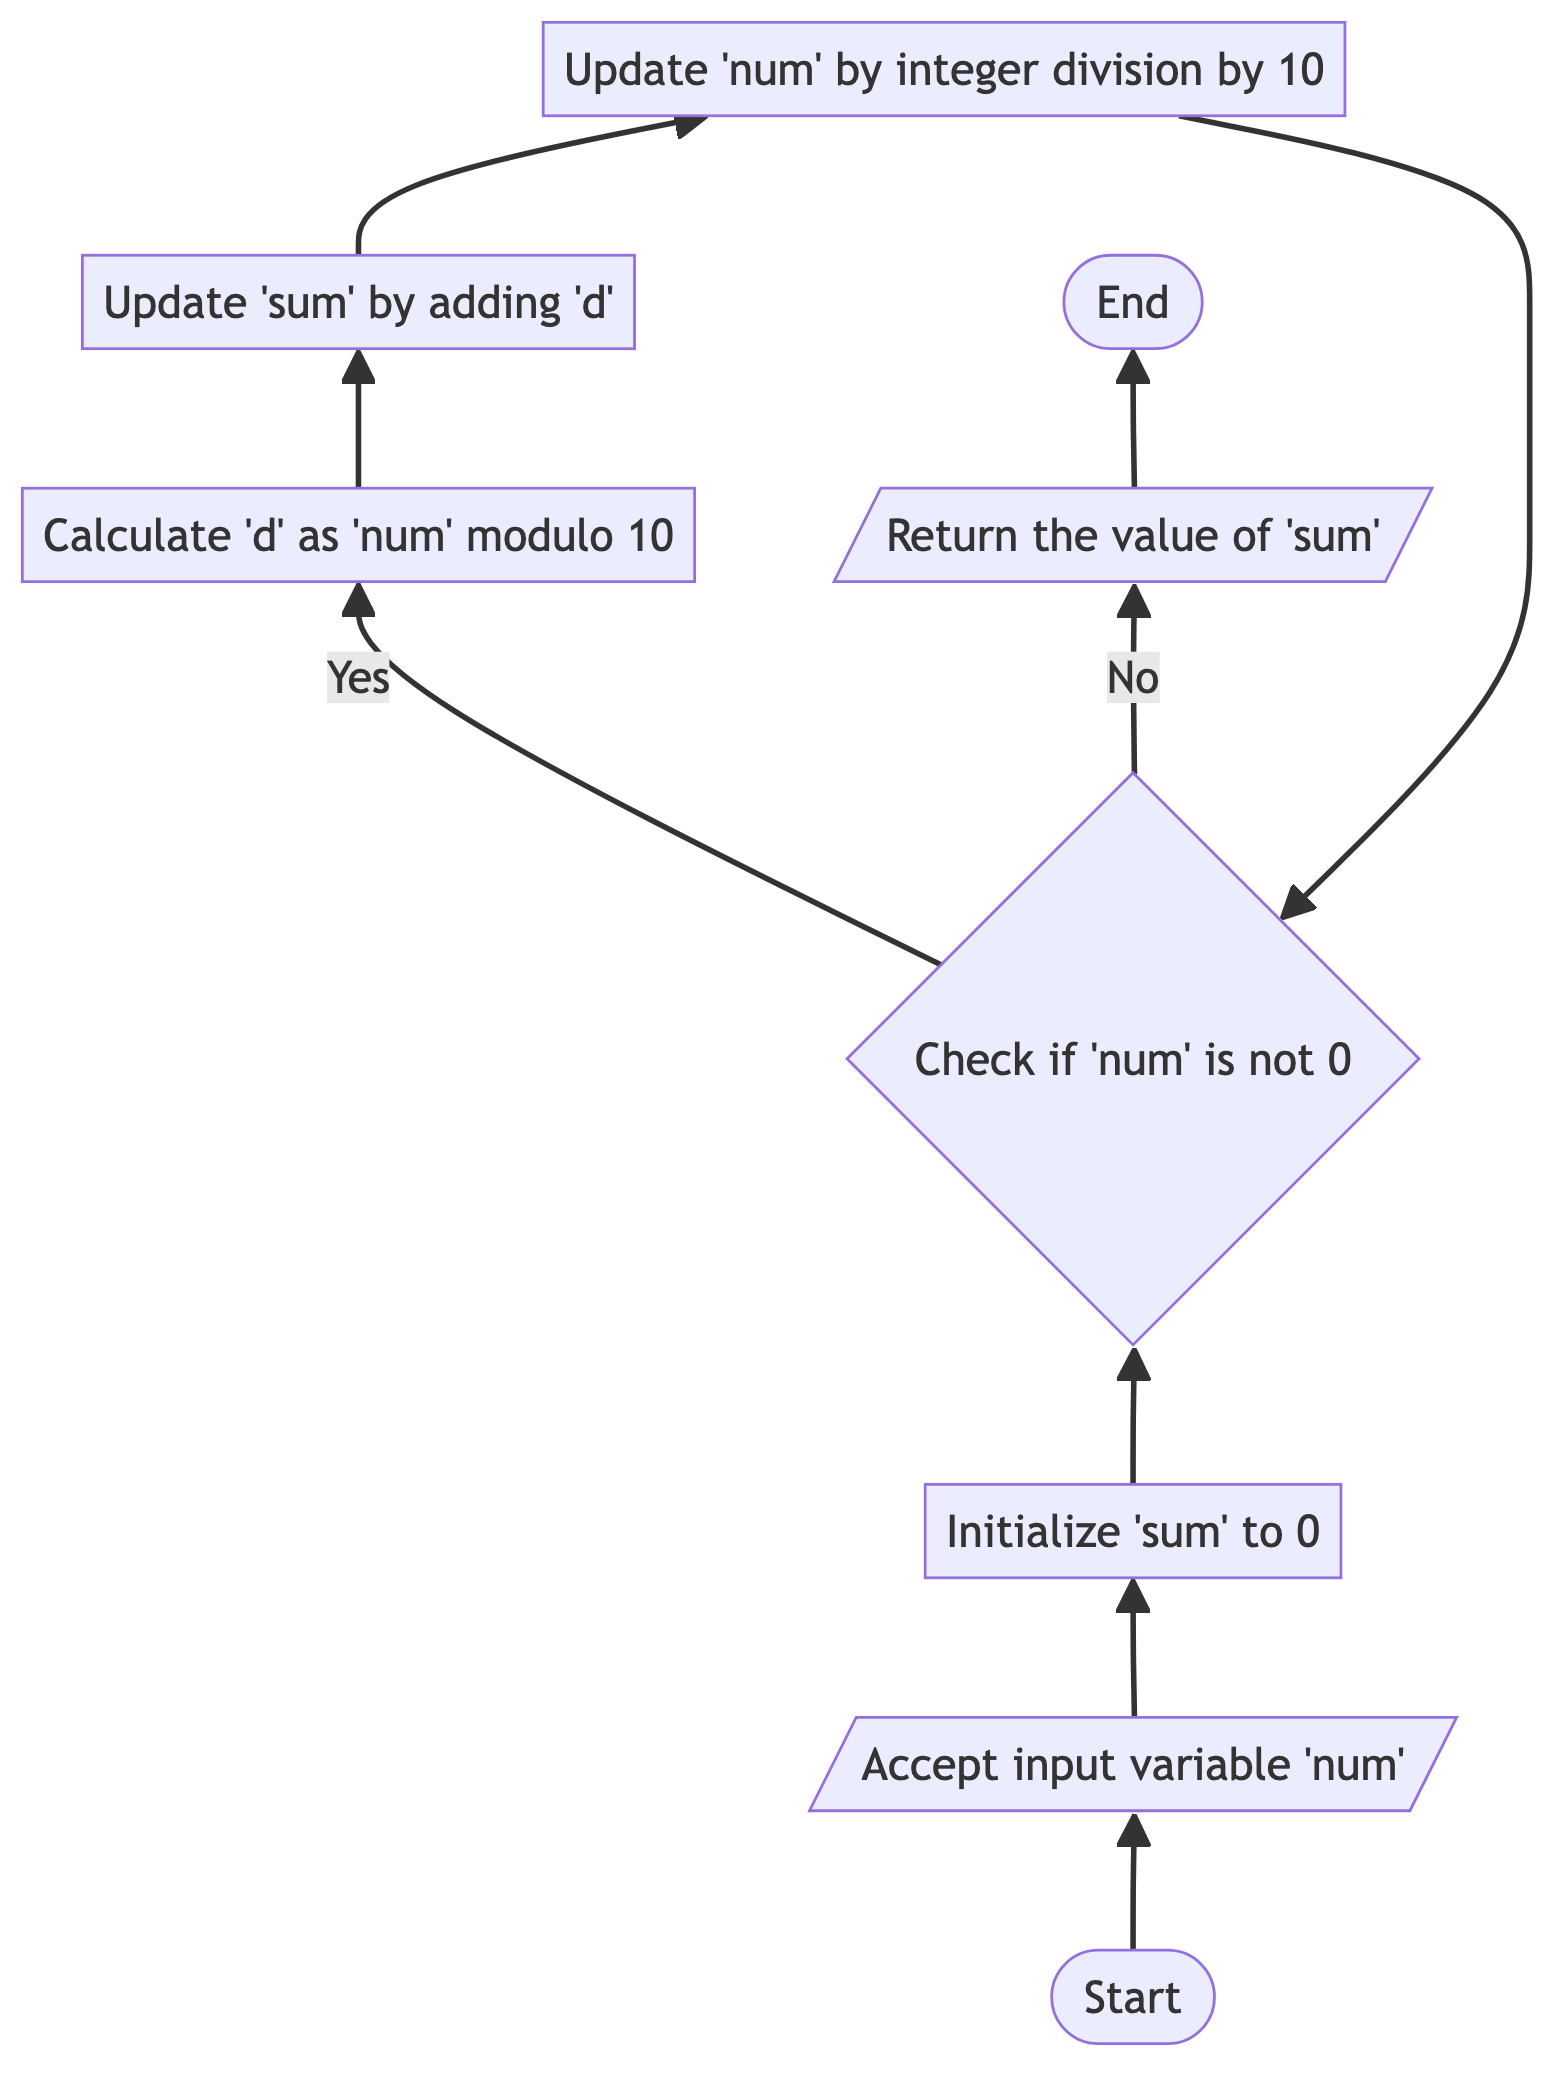 Update 'num' by integer division by 10
Update 'sum' by adding 'd'
End
Calculate 'd' as 'num' modulo 10
Return the value of 'sum'
Yes
No
Check if 'num' is not 0
Initialize 'sum' to 0
Accept input variable 'num'
Start